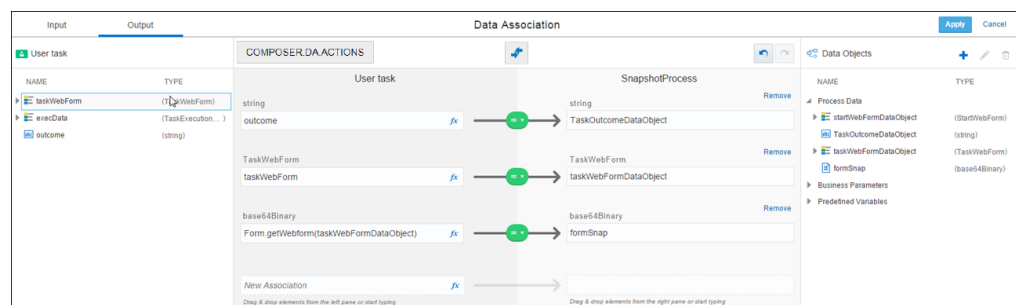 Input
Output
Data Association
Apply
Cancel
User task
COMPOSER.DA.ACTIONS
Data Objects
NAME
TYPE
User task
SnapshotProcess
NAME
TYPE
taskWebForm
execData
(TaskExecution... )
outcome
(string)
string
outcome
fx
=
string
Remove
TaskOutcomeDataObject
TaskWebForm
taskWebForm
fx
=
TaskWebForm
Remove
taskWebFormDataObject
base64Binary
Form.getWebform(taskWebFormDataObject)
fx
=
base64Binary
Remove
formSnap
New Association
Drag & drop elements from the left pane or start typing
Drag & drop elements from the right pane or start typing
Process Data
startWebFormDataObject
(StartWebForm)
abc
TaskOutcomeDataObject
(string)
taskWebFormDataObject
(TaskWebForm)
formSnap
(base64Binary)
Business Parameters
Predefined Variables